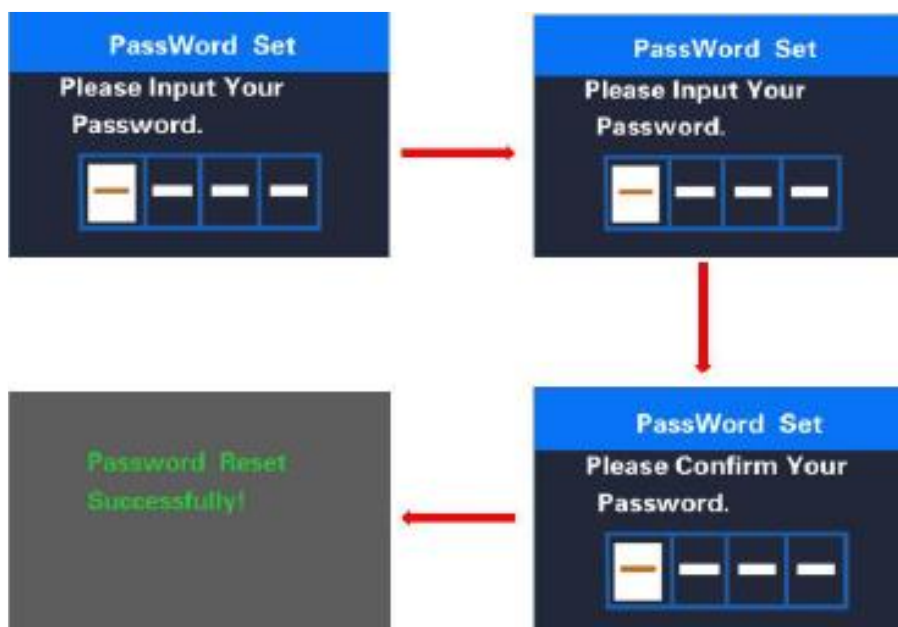 PassWord Set
Please Input Your
Password.
PassWord Set
Please Input Your
Password.
PassWord Set
Please Confirm Your
Password.
Password Reset
Successfully!